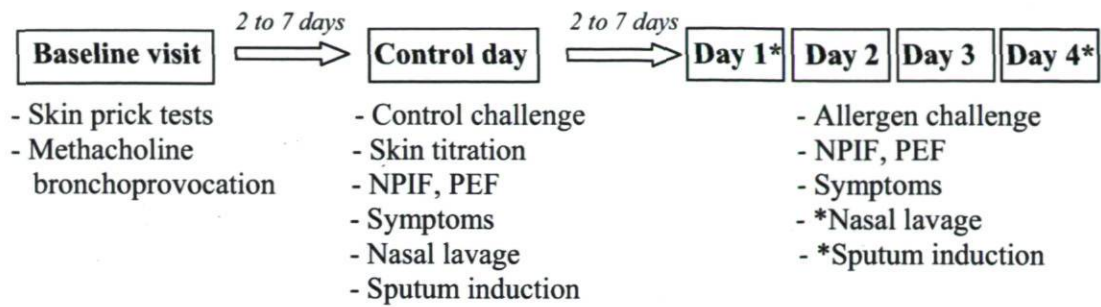 2 to 7 days 2 to 7 days
Baseline visit Control day Day 1* Day 2 Day 3 Day 4*
- Skin prick tests
- Methacholine
bronchoprovocation
- Control challenge
- Skin titration
- NPIF, PEF
- Symptoms
- Nasal lavage
- Sputum induction
- Allergen challenge
- NPIF, PEF
- Symptoms
- *Nasal lavage
- *Sputum induction